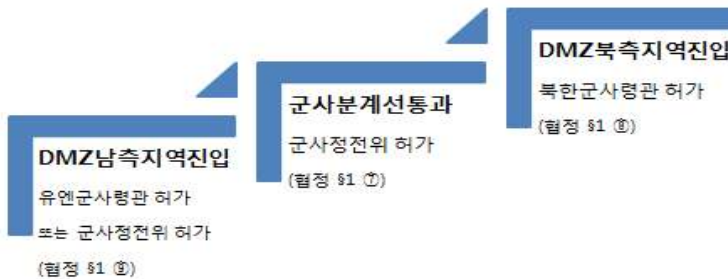 DMZ남측지역진입
유엔군사령관 허가
또는 군사정전위 허가
(협정 §1 ⑨)
군사분계선통과
군사정전위 허가
(협정 §1 ⑦)
DMZ북측지역진입
북한군사령관 허가
(협정 §1 ⑧)